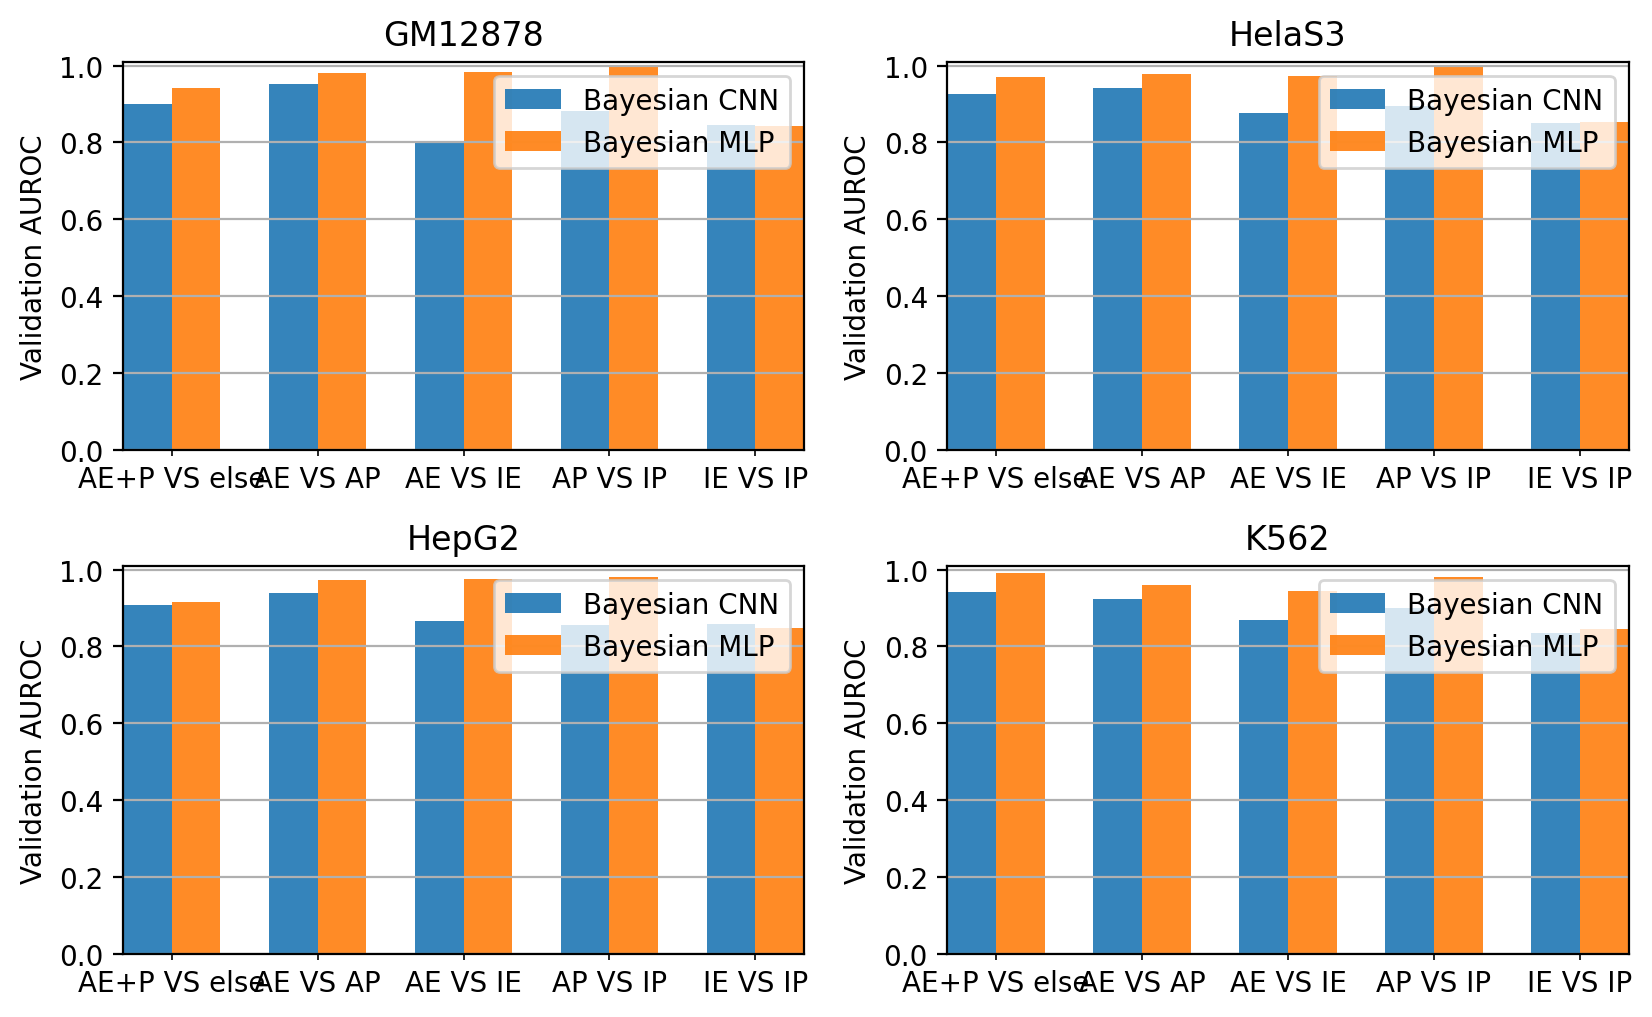 GM12878
Validation AUROC
1.0
0.8
0.6
0.4
0.2
0.0
Bayesian CNN
Bayesian MLP
AE+P VS else AE VS AP AE VS IE AP VS IP IE VS IP
HelaS3
Validation AUROC
1.0
0.8
0.6
0.4
0.2
0.0
Bayesian CNN
Bayesian MLP
AE+P VS else AE VS AP AE VS IE AP VS IP IE VS IP
HepG2
Validation AUROC
1.0
0.8
0.6
0.4
0.2
0.0
Bayesian CNN
Bayesian MLP
AE+P VS else AE VS AP AE VS IE AP VS IP IE VS IP
K562
Validation AUROC
1.0
0.8
0.6
0.4
0.2
0.0
Bayesian CNN
Bayesian MLP
AE+P VS else AE VS AP AE VS IE AP VS IP IE VS IP